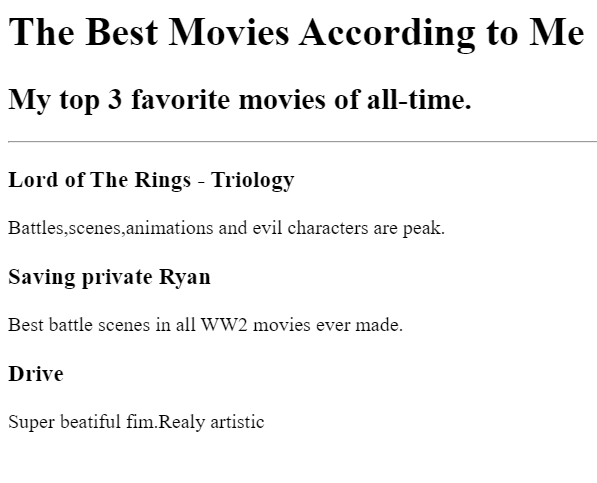 The Best Movies According to Me
My top 3 favorite movies of all-time.
Lord of The Rings - Triology
Battles,scenes,animations and evil characters are peak.
Saving private Ryan
Best battle scenes in all WW2 movies ever made.
Drive
Super beatiful fim.Realy artistic